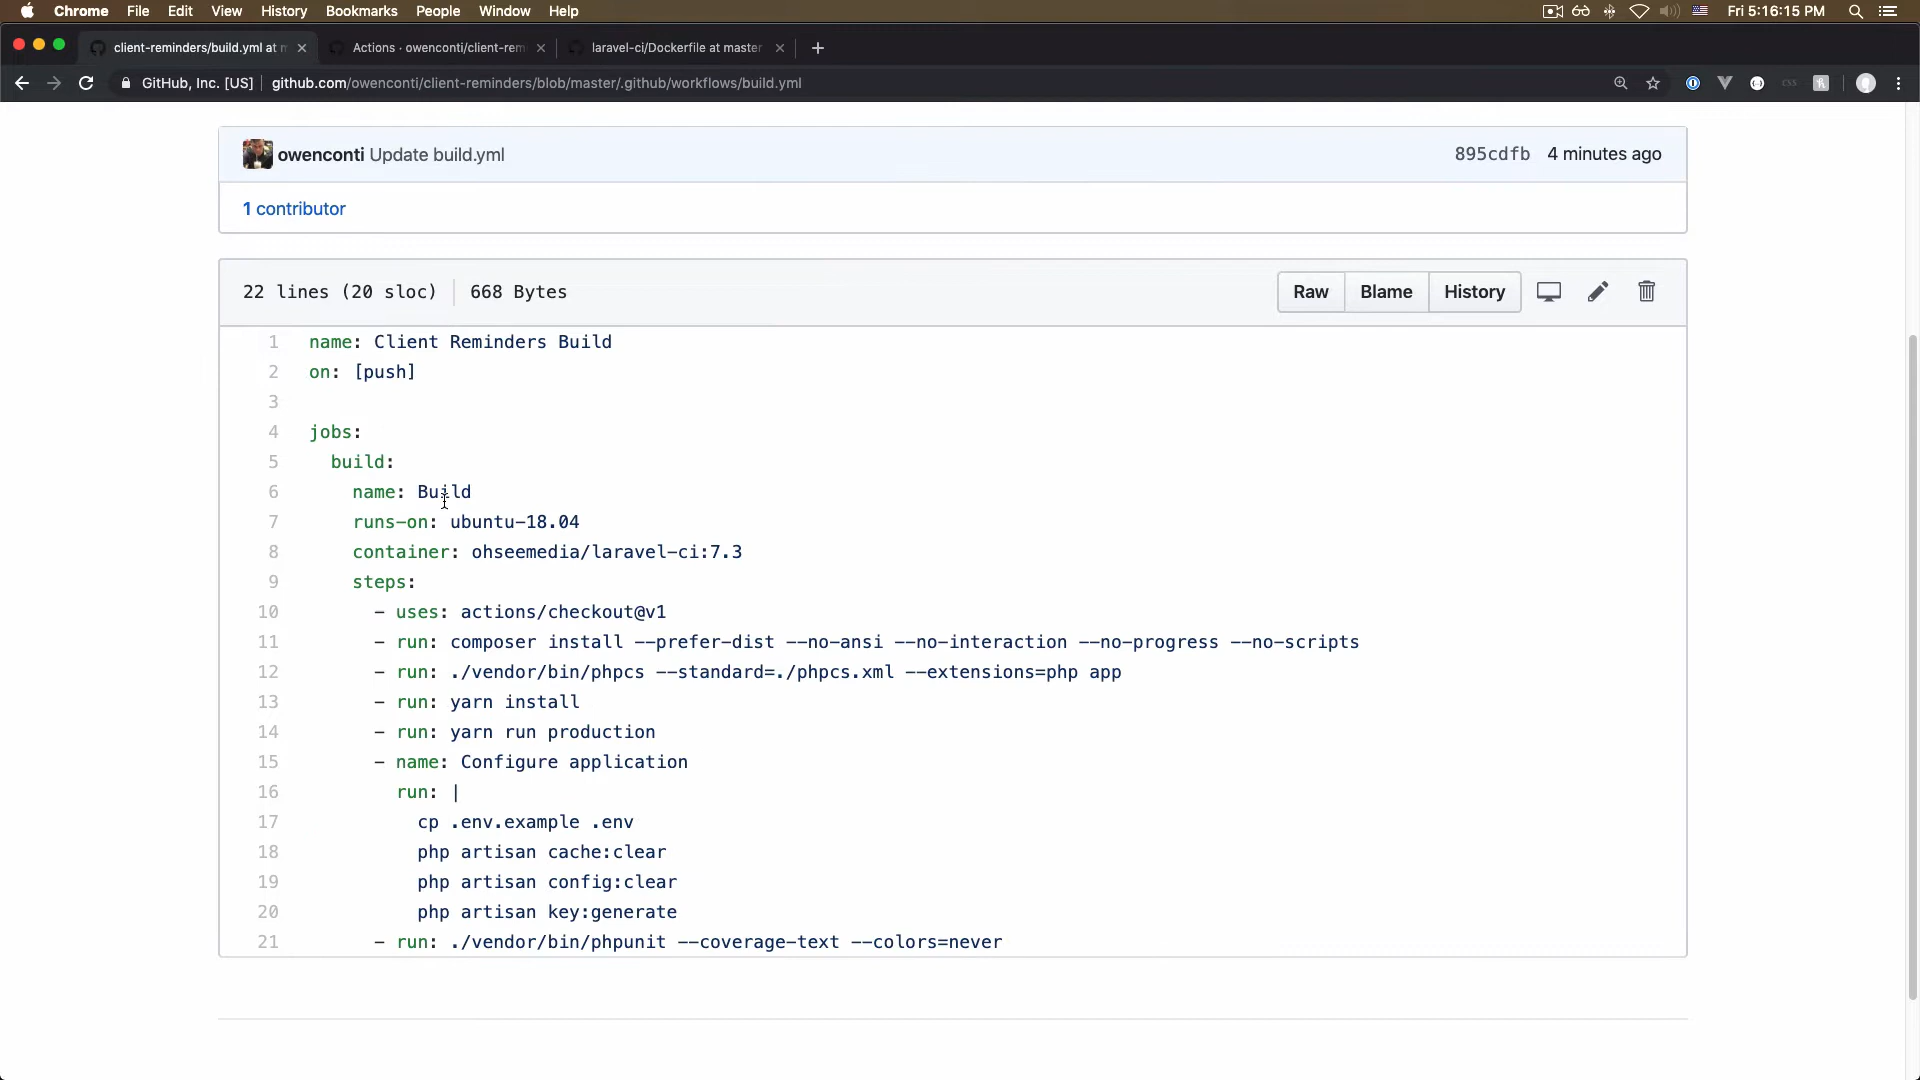 Chrome File Edit View History Bookmarks People Window Help Fri 5:16:15 PM
client-reminders/build.yml at m Actions · owenconti/client-rem laravel-ci/Dockerfile at master
GitHub, Inc. [US] github.com/owenconti/client-reminders/blob/master/.github/workflows/build.yml
owenconti Update build.yml 895cdfb 4 minutes ago
1 contributor
22 lines (20 sloc) 668 Bytes Raw Blame History
1 name: Client Reminders Build
2 on: [push]
3
4 jobs:
5 build:
6 name: Build
7 runs-on: ubuntu-18.04
8 container: ohseemedia/laravel-ci:7.3
9 steps:
10 - uses: actions/checkout@v1
11 - run: composer install --prefer-dist --no-ansi --no-interaction --no-progress --no-scripts
12 - run: ./vendor/bin/phpcs --standard=./phpcs.xml --extensions=php app
13 - run: yarn install
14 - run: yarn run production
15 - name: Configure application
16 run: |
17 cp .env.example .env
18 php artisan cache:clear
19 php artisan config:clear
20 php artisan key:generate
21 - run: ./vendor/bin/phpunit --coverage-text --colors=never